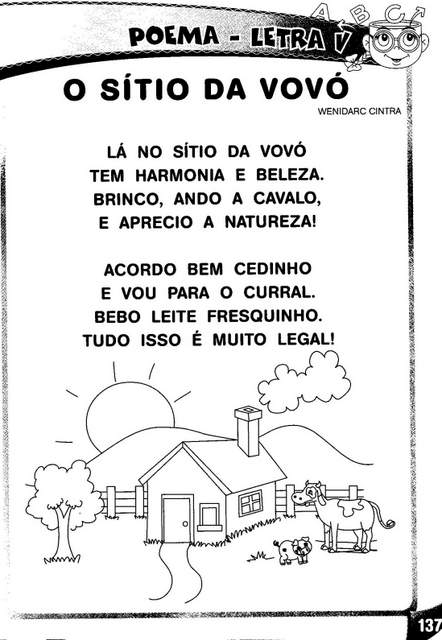 A B C
POEMA - LETRA V
O SÍTIO DA VOVÓ
WENIDARC CINTRA
LÁ NO SÍTIO DA VOVÓ
TEM HARMONIA E BELEZA.
BRINCO, ANDO A CAVALO,
E APRECIO A NATUREZA!
ACORDO BEM CEDINHO
E VOU PARA O CURRAL.
BEBO LEITE FRESQUINHO.
TUDO ISSO É MUITO LEGAL!
137